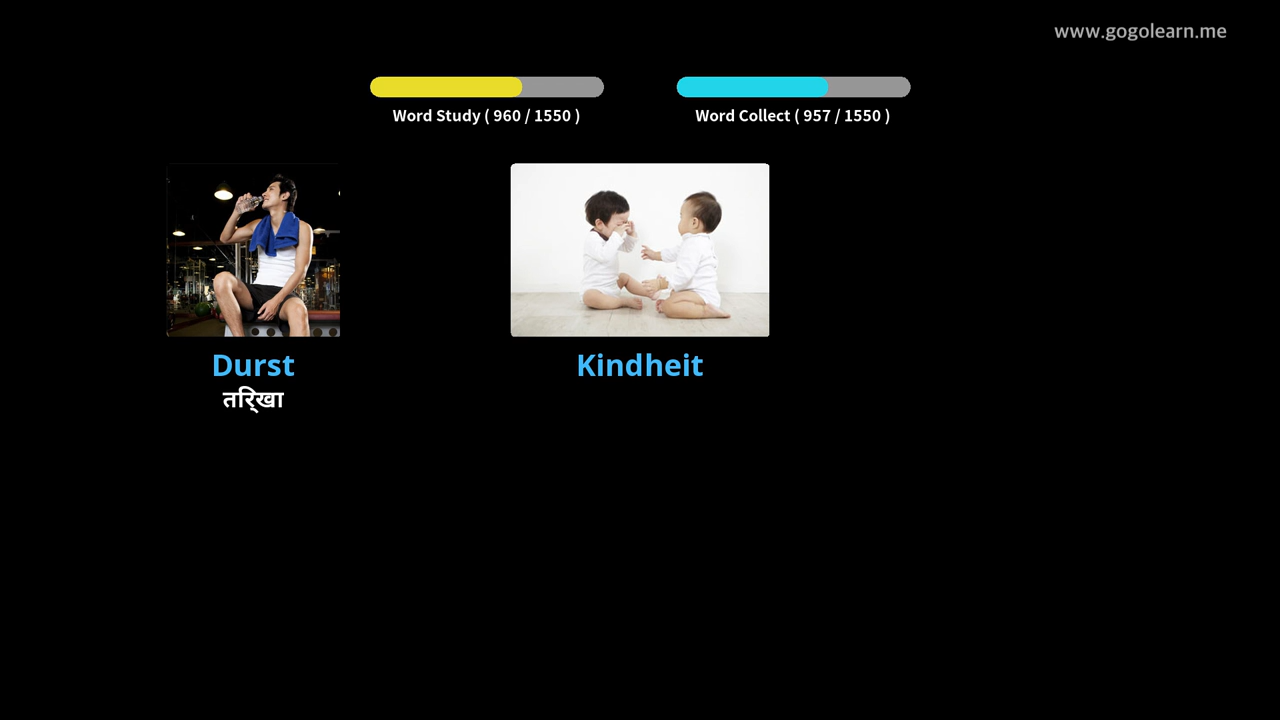 www.gogolearn.me
Word Study ( 960 / 1550 )
Word Collect ( 957 / 1550 )
Durst
तिर्खा
Kindheit